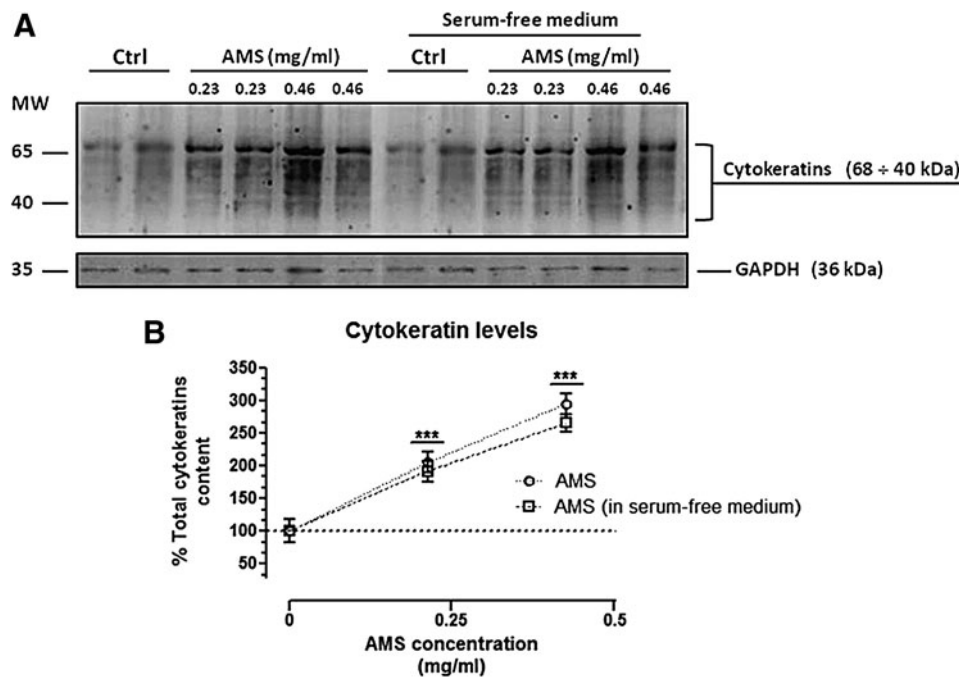 A
Serum-free medium
Ctrl AMS (mg/ml) Ctrl AMS (mg/ml)
0.23 0.23 0.46 0.46 0.23 0.23 0.46 0.46
MW
65
40
Cytokeratins (68 ÷ 40 kDa)
35
GAPDH (36 kDa)
B
Cytokeratin levels
% Total cytokeratins
content
350
300
250
200
150
100
50
***
***
AMS
AMS (in serum-free medium)
0 0.25 0.5
AMS concentration
(mg/ml)